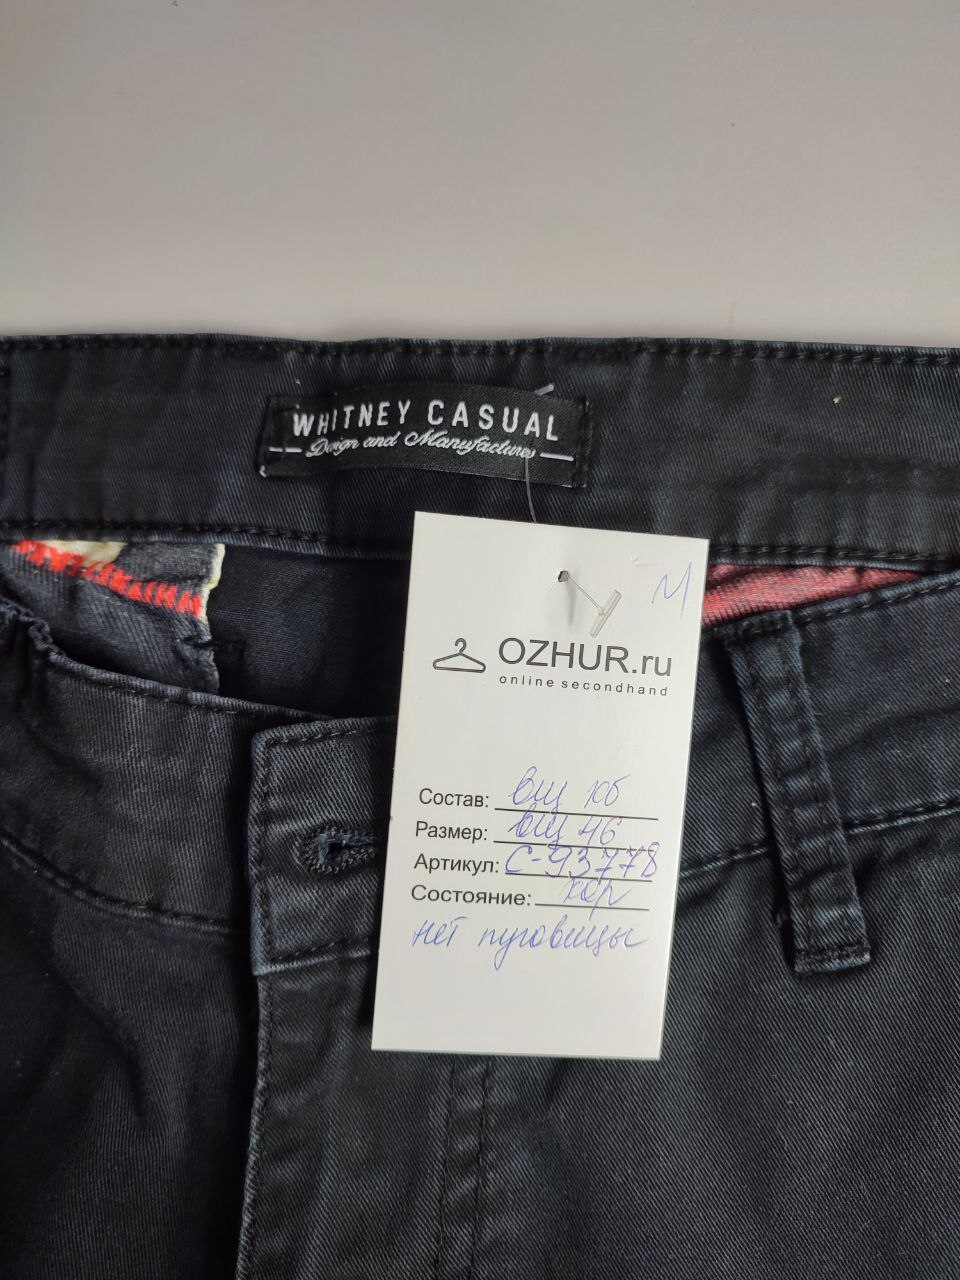 WHITNEY CASUAL
Design and Manufactures
М
OZHUR.ru
online secondhand
Состав: вщ хб
Размер: вщ 46
Артикул: С-93778
Состояние: хор
нет пуговицы